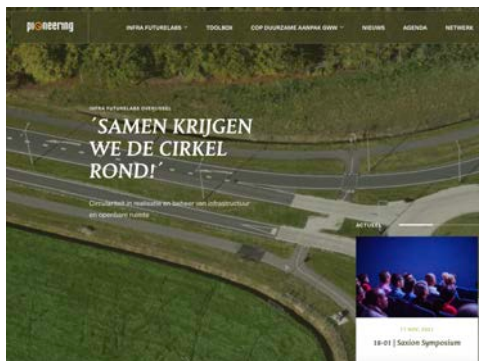 pioneering
INFRA FUTURELABS TOOLBOX COP DUURZAME AANPAK GWW NIEUWS AGENDA NETWERK
INFRA FUTURELABS OVERIJSSEL
´SAMEN KRIJGEN
WE DE CIRKEL
ROND!´
Circulariteit in realisatie en beheer van infrastructuur
en openbare ruimte
ACTUEEL
18-01 | Saxion Symposium